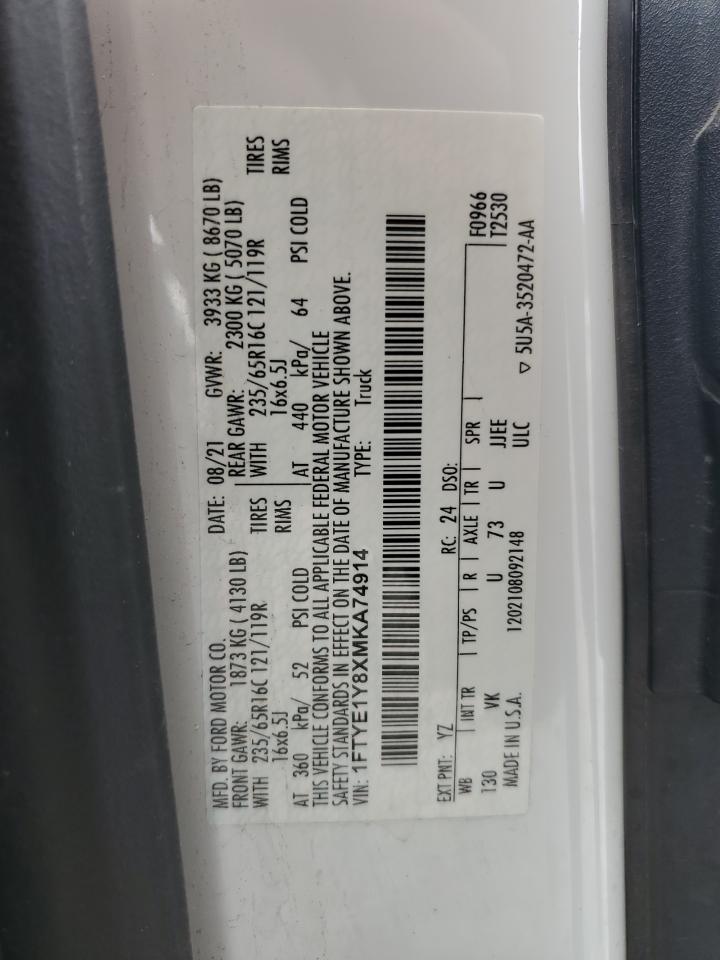 MFD. BY FORD MOTOR CO. DATE: 08/21 GVWR: 3933 KG ( 8670 LB)
FRONT GAWR: 1873 KG ( 4130 LB) REAR GAWR: 2300 KG ( 5070 LB)
WITH 235/65R16C 121/119R TIRES WITH 235/65R16C 121/119R TIRES
16x6.5J RIMS 16x6.5J RIMS
AT 360 kPa/ 52 PSI COLD AT 440 kPa/ 64 PSI COLD
THIS VEHICLE CONFORMS TO ALL APPLICABLE FEDERAL MOTOR VEHICLE
SAFETY STANDARDS IN EFFECT ON THE DATE OF MANUFACTURE SHOWN ABOVE.
VIN: 1FTYE1Y8XMKA74914 TYPE: Truck
EXT PNT: YZ RC: 24 DSO:
WB INT TR TP/PS R AXLE TR SPR F0966
130 VK U 73 U JJEE T2530
MADE IN U.S.A. 1202108092148 ULC
▽ 5U5A-3520472-AA